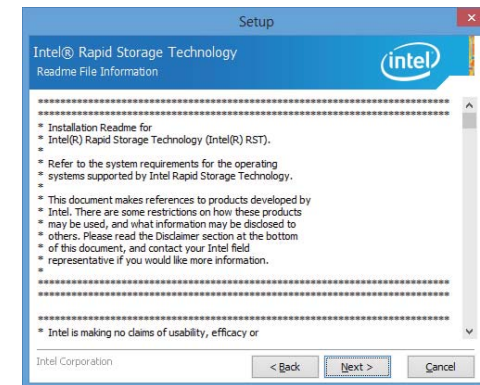 Setup
Intel® Rapid Storage Technology
Readme File Information
intel
************************************************************************************
************************************************************************************
* Installation Readme for
* Intel(R) Rapid Storage Technology (Intel(R) RST).
*
* Refer to the system requirements for the operating
* systems supported by Intel Rapid Storage Technology.
*
* This document makes references to products developed by
* Intel. There are some restrictions on how these products
* may be used, and what information may be disclosed to
* others. Please read the Disclaimer section at the bottom
* of this document, and contact your Intel field
* representative if you would like more information.
*
************************************************************************************
************************************************************************************
************************************************************************************
* Intel is making no claims of usability, efficacy or
Intel Corporation
< Back
Next >
Cancel